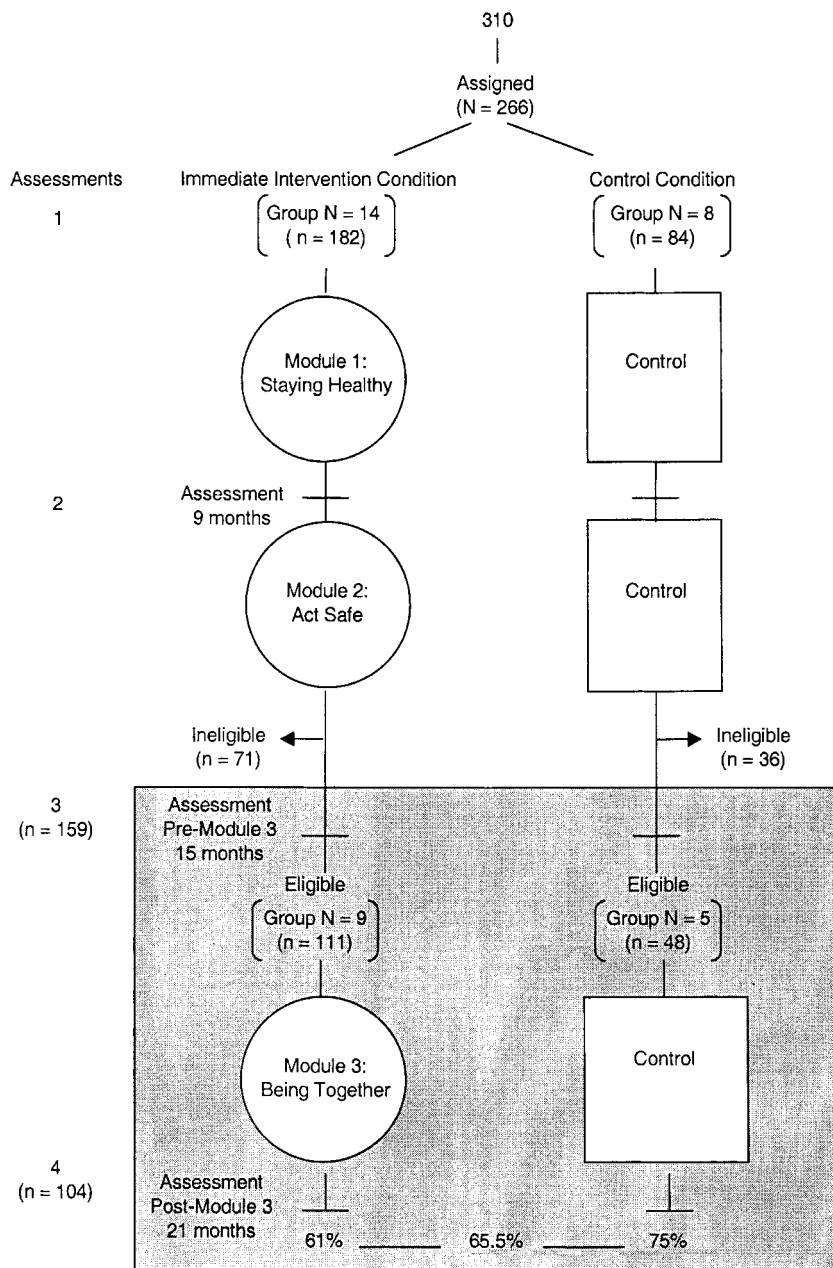 310
Assigned
(N = 266)
Assessments
Immediate Intervention Condition
Control Condition
1
Group N = 14
( n = 182)
Group N = 8
(n = 84)
Module 1:
Staying Healthy
Control
2
Assessment
9 months
Module 2:
Act Safe
Control
Ineligible
(n = 71)
Ineligible
(n = 36)
3
(n = 159)
Assessment
Pre-Module 3
15 months
Eligible
Group N = 9
(n = 111)
Eligible
Group N = 5
(n = 48)
Module 3:
Being Together
Control
4
(n = 104)
Assessment
Post-Module 3
21 months
61%
65.5%
75%